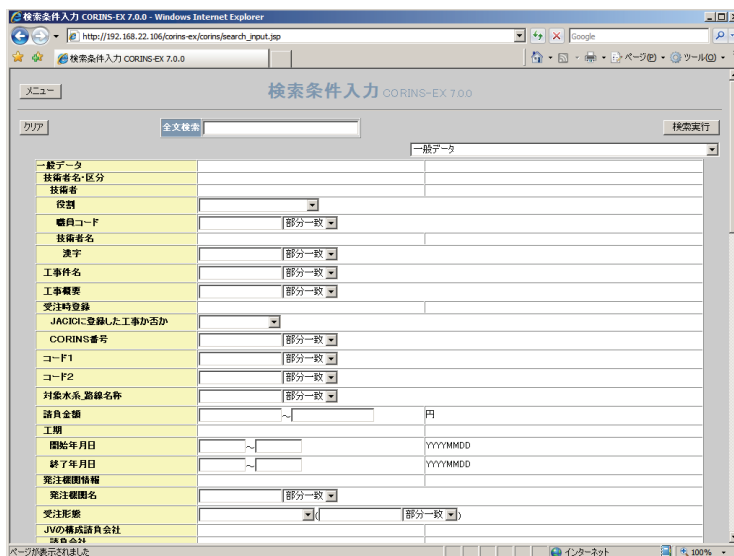 検索条件入力 CORINS-EX 7.0.0 - Windows Internet Explorer
http://192.168.22.106/corins-ex/corins/search_input.jsp
Google
検索条件入力 CORINS-EX 7.0.0
ページ(P)
ツール(O)
メニュー
検索条件入力 CORINS-EX 7.0.0
クリア
全文検索
検索実行
一般データ
一般データ
技術者名・区分
技術者
役割
職員コード 部分一致
技術者名
漢字 部分一致
工事件名 部分一致
工事概要 部分一致
受注時登録
JACICに登録した工事か否か
CORINS番号 部分一致
コード1 部分一致
コード2 部分一致
対象水系_路線名称 部分一致
請負金額 ~ 円
工期
開始年月日 ~ YYYYMMDD
終了年月日 ~ YYYYMMDD
発注機関情報
発注機関名 部分一致
受注形態 ( 部分一致 )
JVの構成請負会社
請負会社
ページが表示されました
インターネット
100%